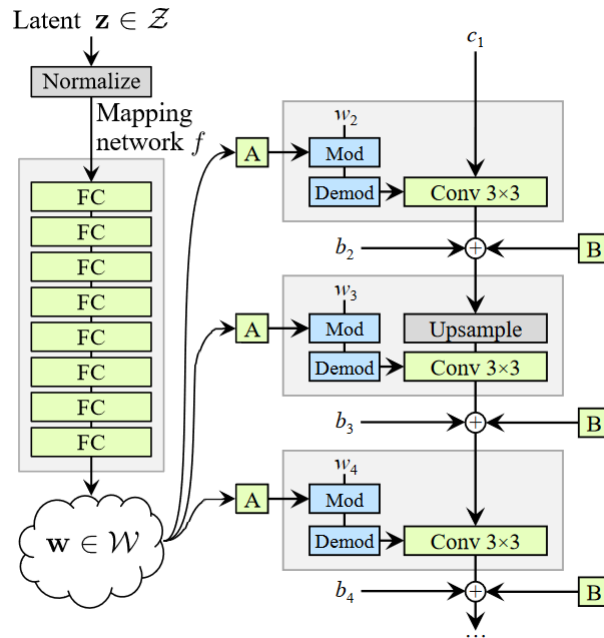 Latent z ∈ 𝒵
Normalize
Mapping
network f
FC
FC
FC
FC
FC
FC
FC
FC
w ∈ 𝒲
c₁
A
w₂
Mod
Demod
Conv 3×3
b₂
+
B
A
w₃
Mod
Upsample
Demod
Conv 3×3
b₃
+
B
A
w₄
Mod
Demod
Conv 3×3
b₄
+
B
...